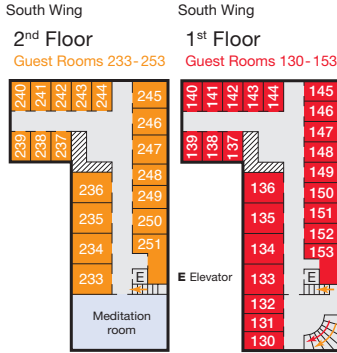 South Wing
2nd Floor
Guest Rooms 233-253
240 241 242 243 244
245
246
247
248
249
250
251
239 238 237
236
235
234
233
E
Meditation
room
South Wing
1st Floor
Guest Rooms 130-153
140 141 142 143 144
145
146
147
148
149
150
151
152
153
139 138 137
136
135
134
133
132
131
130
E
E Elevator